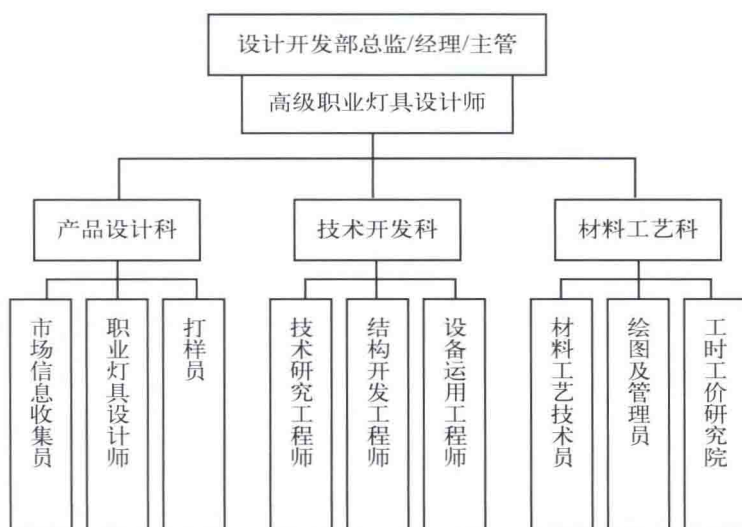 设计开发部总监/经理/主管
高级职业灯具设计师
产品设计科
技术开发科
材料工艺科
市场信息收集员
职业灯具设计师
打样员
技术研究工程师
结构开发工程师
设备运用工程师
材料工艺技术员
绘图及管理员
工时工价研究院